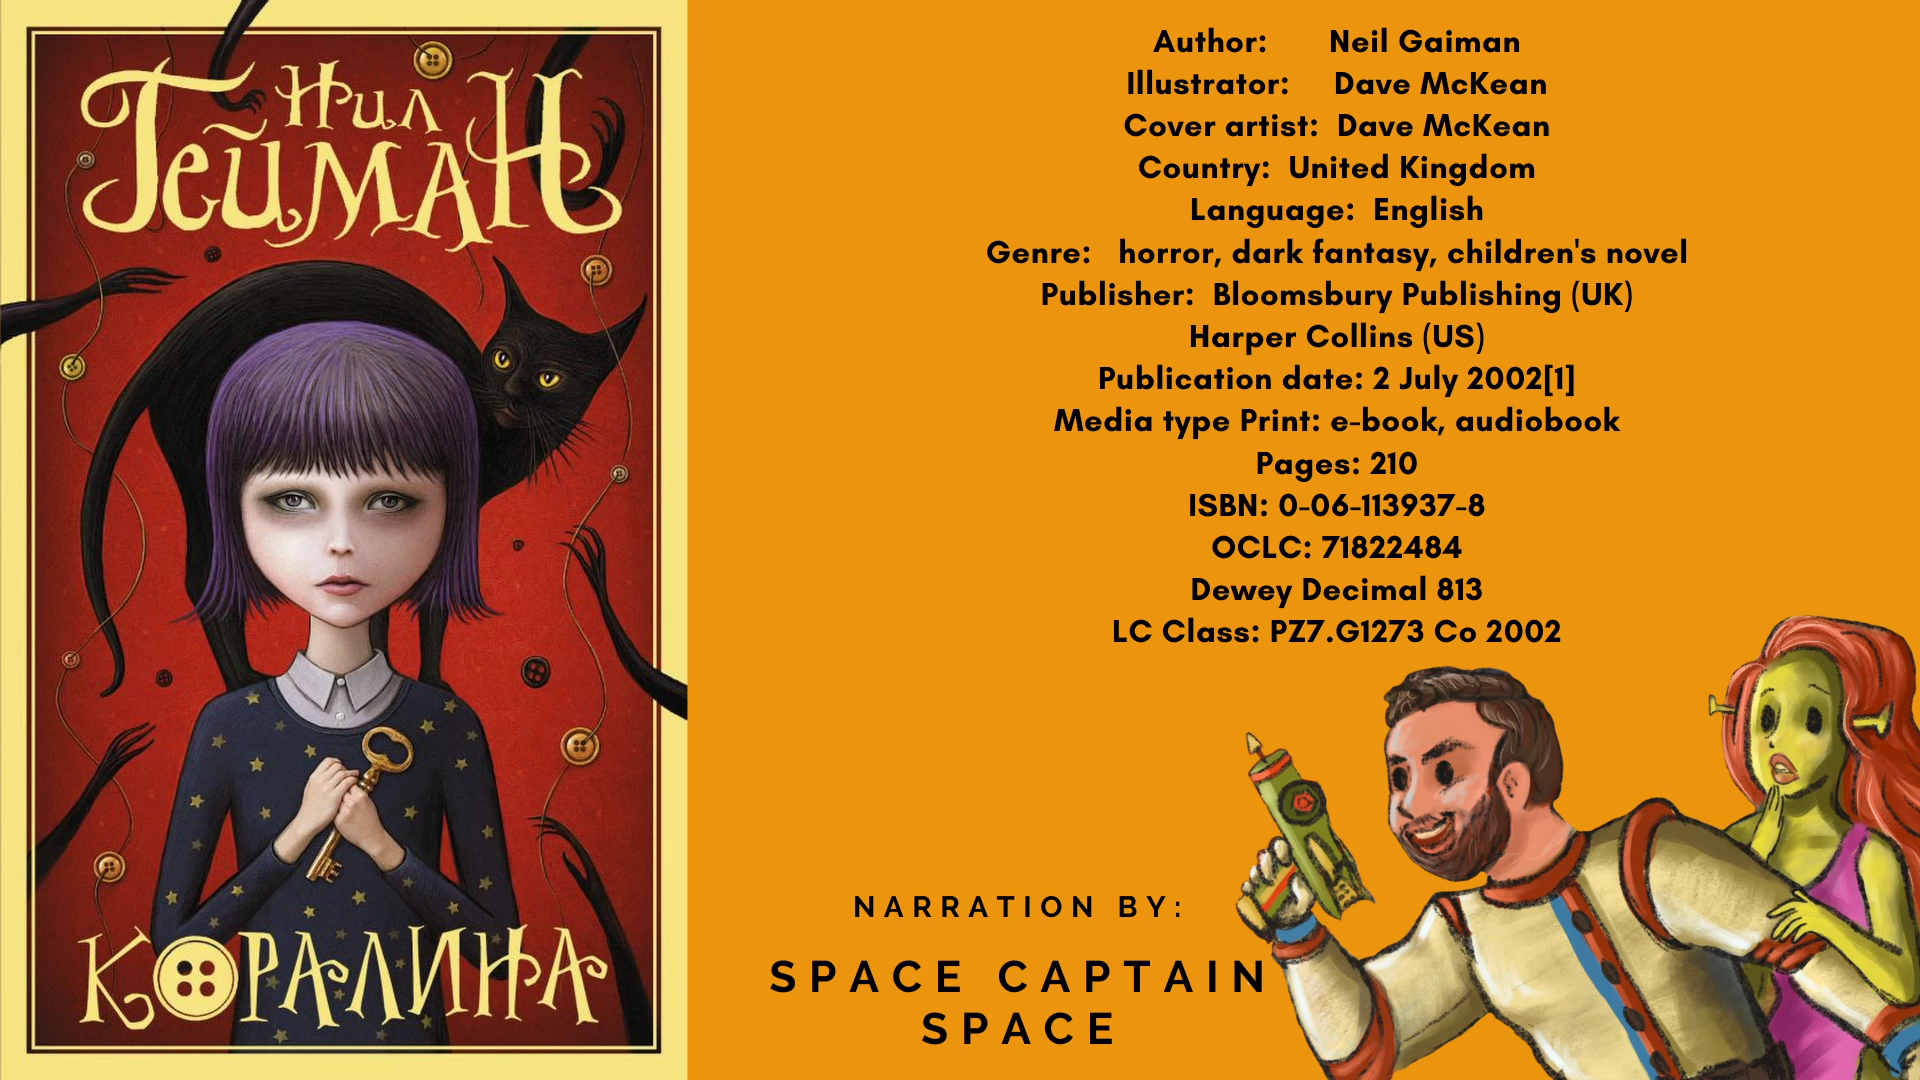 Нил
Гейман
КОРАЛИНА
Author: Neil Gaiman
Illustrator: Dave McKean
Cover artist: Dave McKean
Country: United Kingdom
Language: English
Genre: horror, dark fantasy, children's novel
Publisher: Bloomsbury Publishing (UK)
Harper Collins (US)
Publication date: 2 July 2002[1]
Media type Print: e-book, audiobook
Pages: 210
ISBN: 0-06-113937-8
OCLC: 71822484
Dewey Decimal 813
LC Class: PZ7.G1273 Co 2002
NARRATION BY:
SPACE CAPTAIN
SPACE